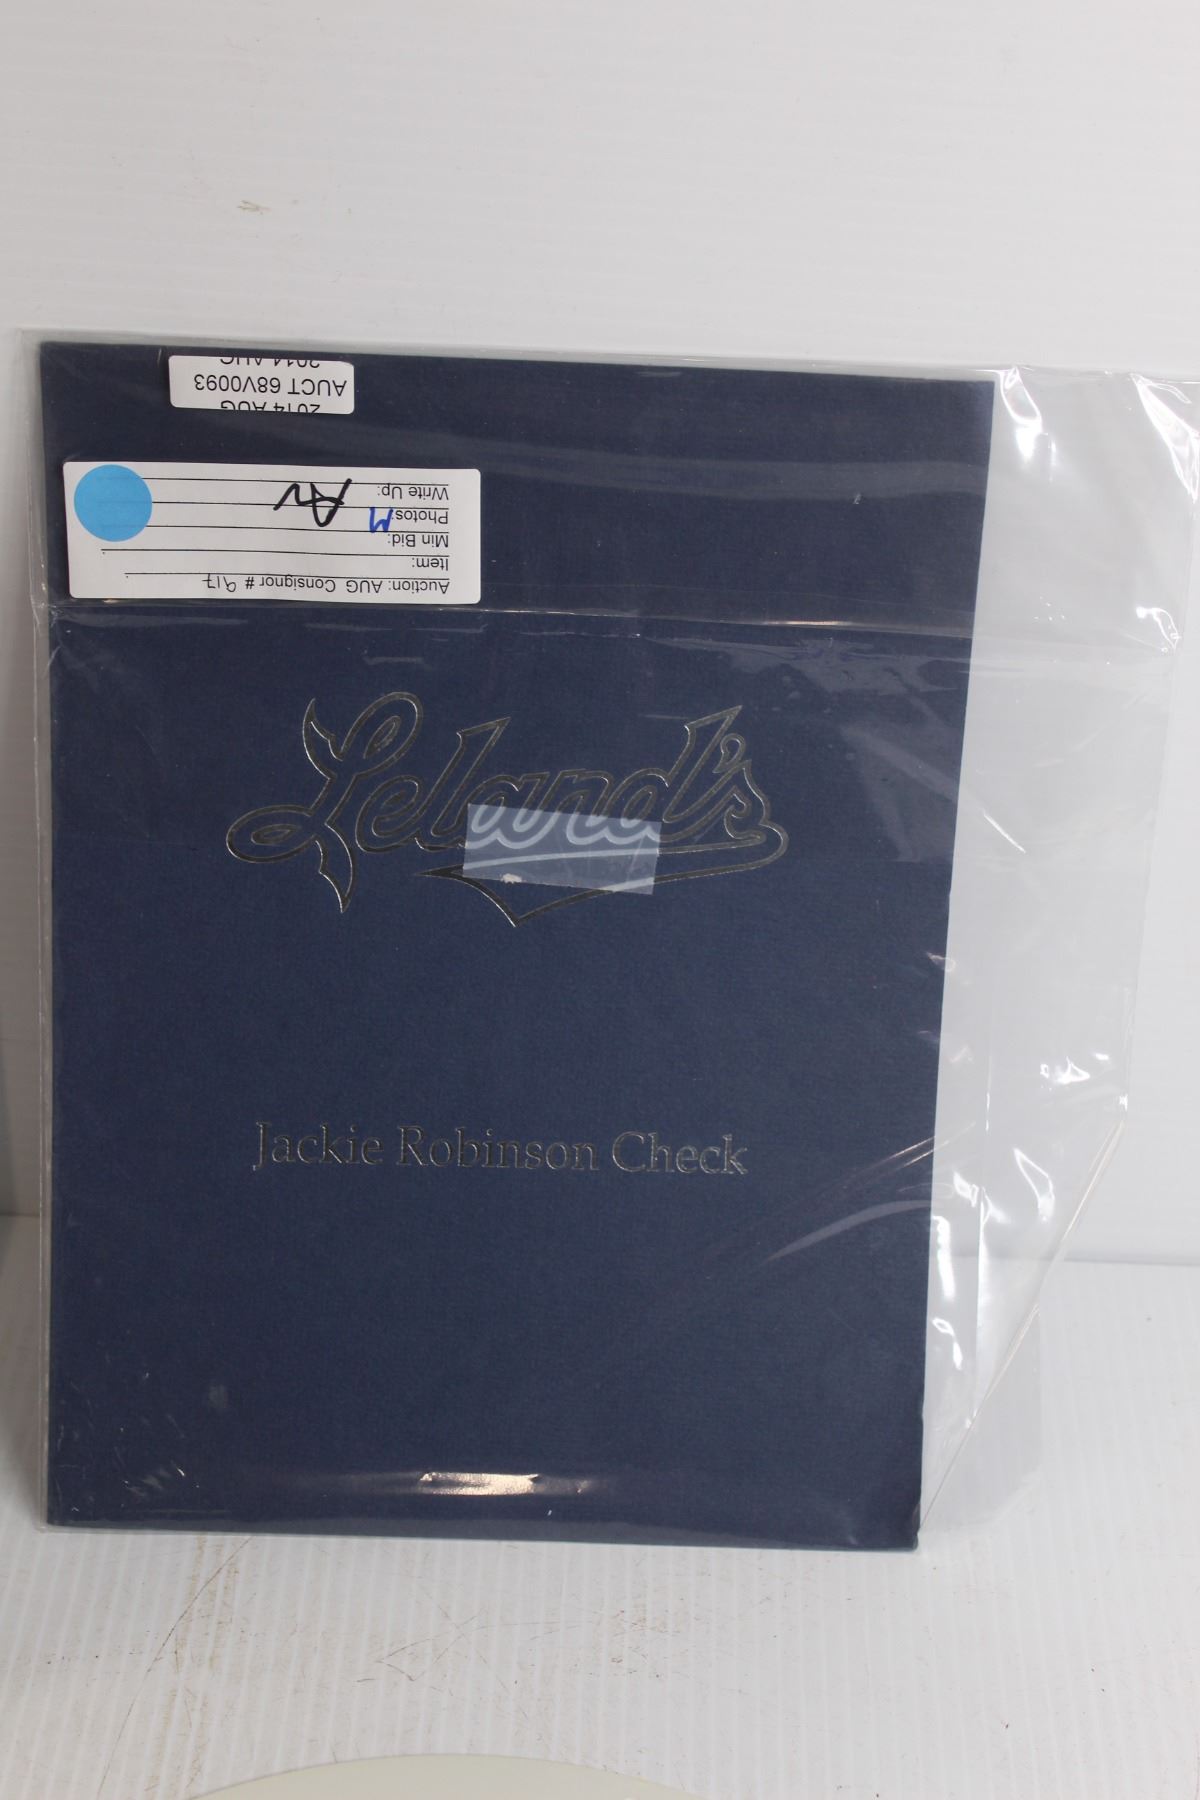 2014 AUG
AUCT 68V0093
2014 AUG
Auction: AUG Consignor # 917
Item:
Min Bid:
Photos: M
Write Up: AV
Leland's
Jackie Robinson Check